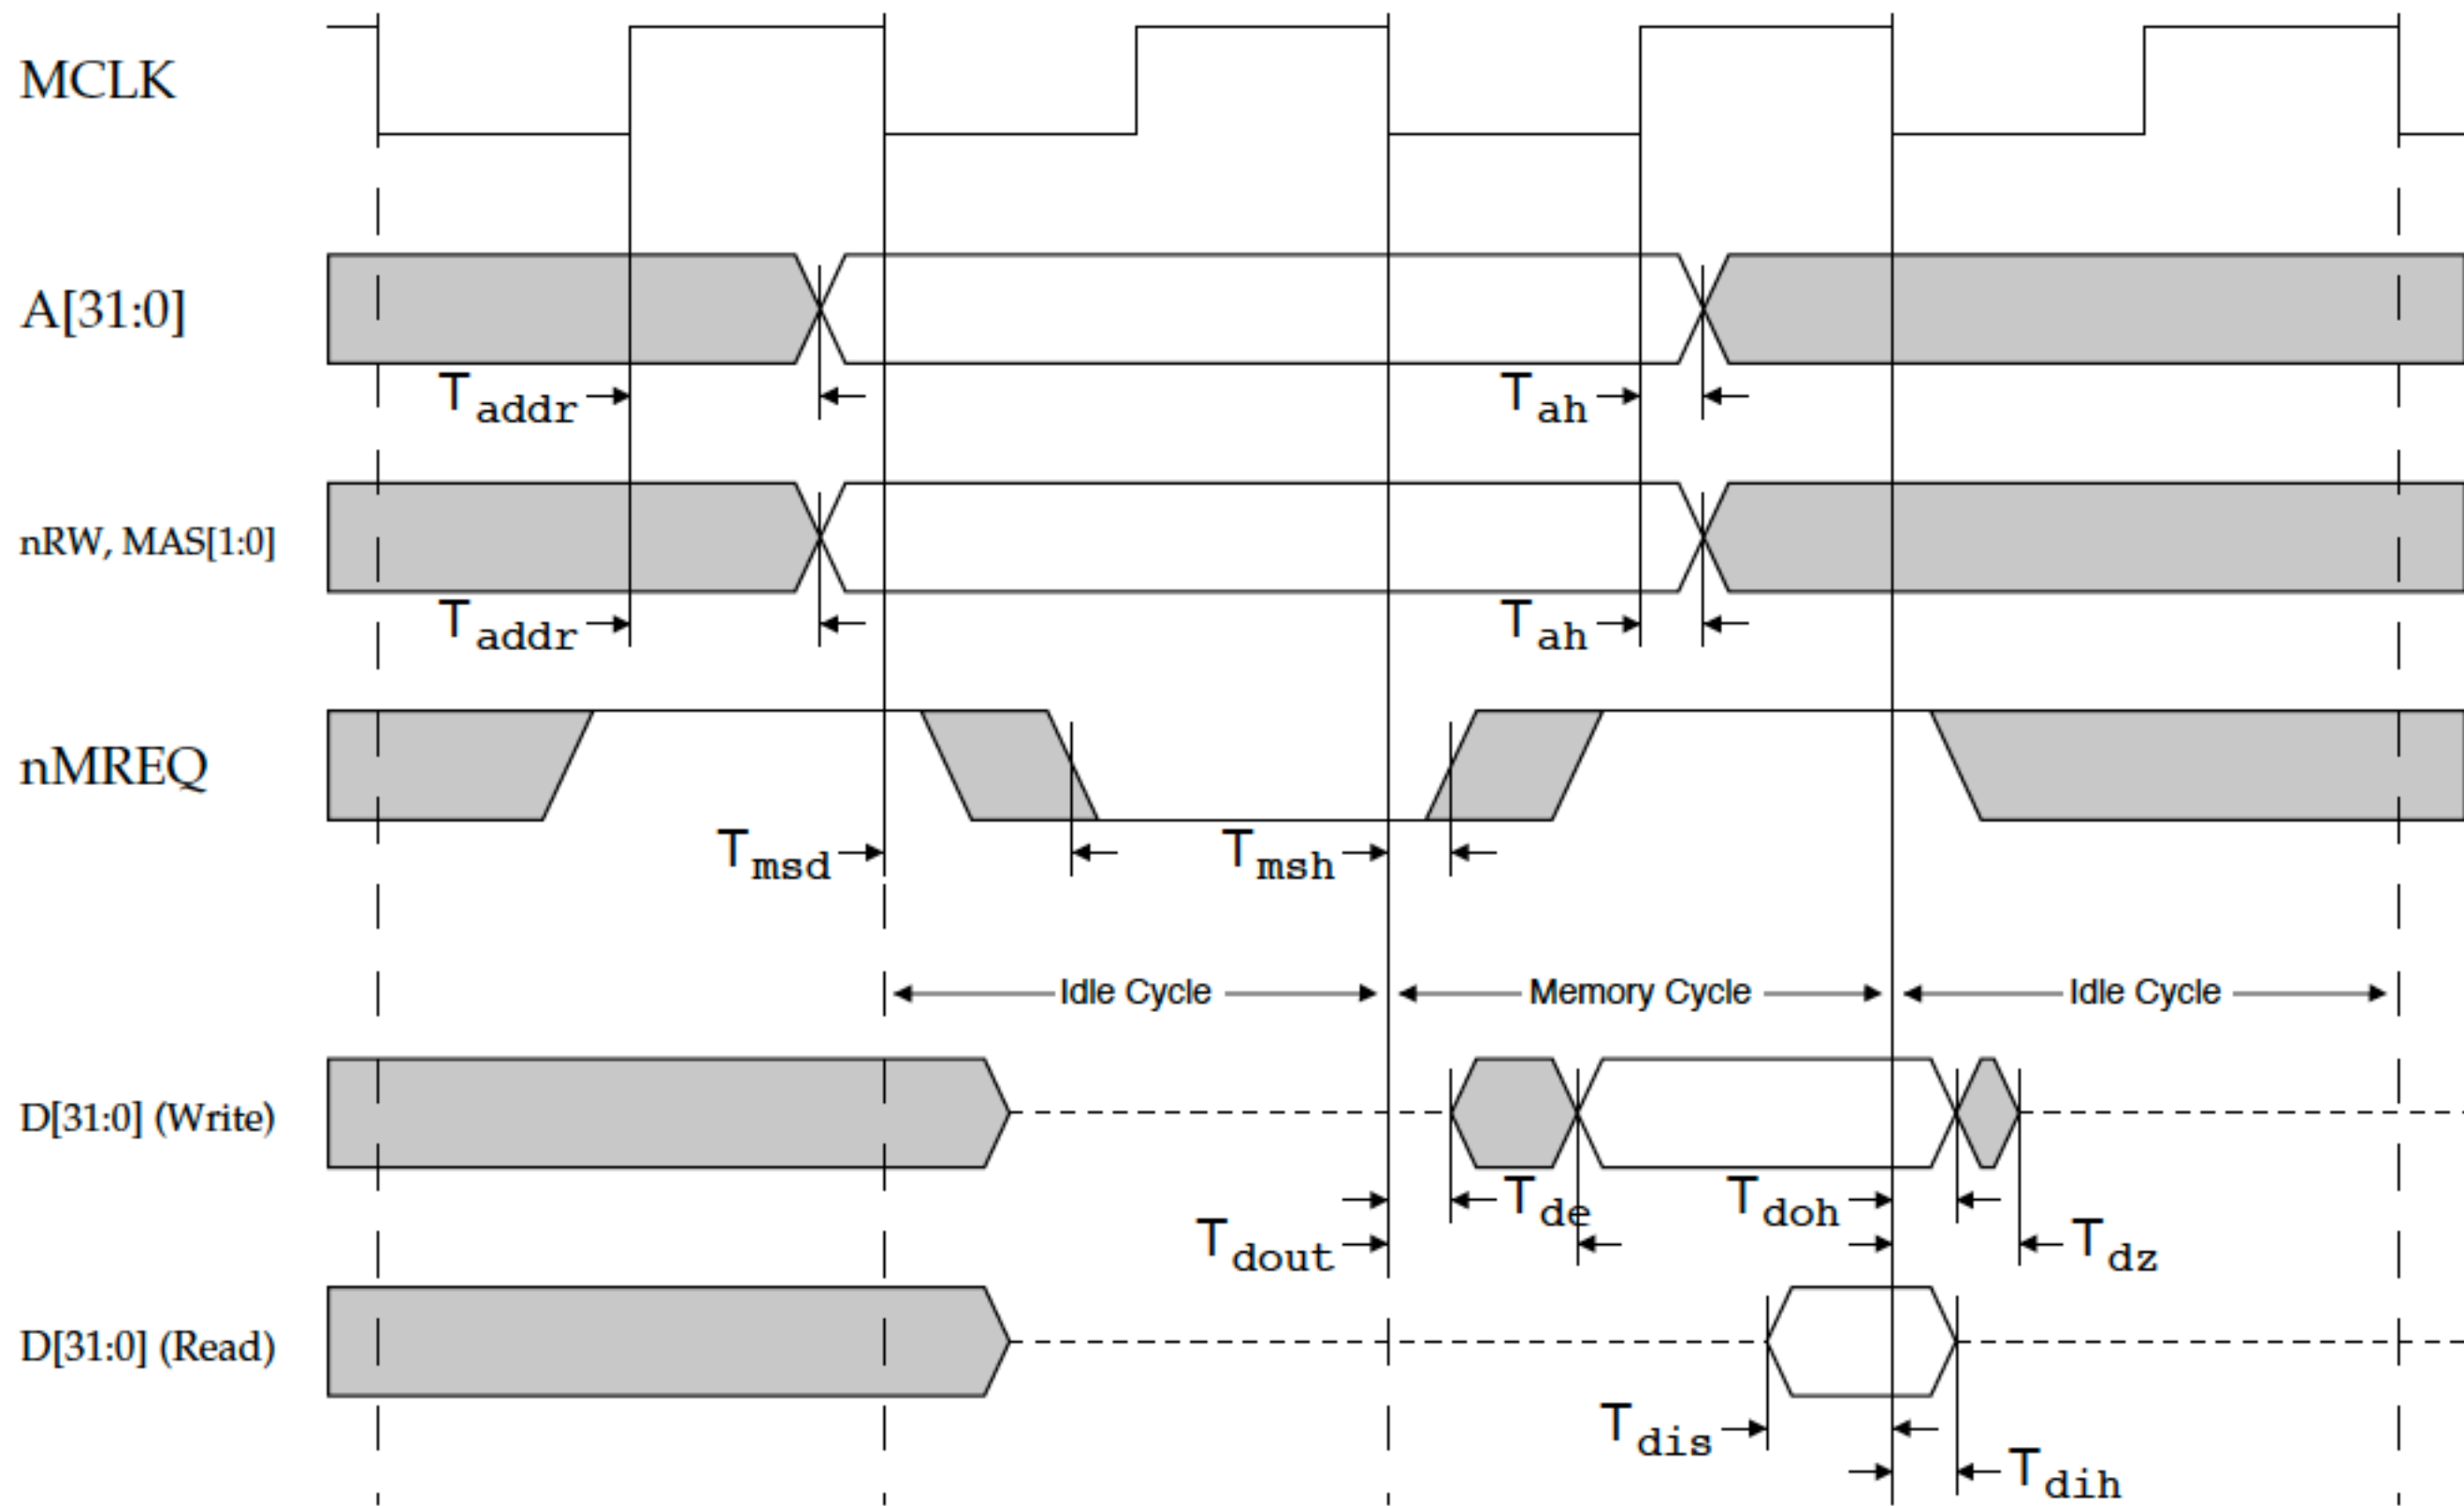 MCLK
A[31:0]
Taddr Tah
nRW, MAS[1:0]
Taddr Tah
nMREQ
Tmsd Tmsh
Idle Cycle Memory Cycle Idle Cycle
D[31:0] (Write)
Tde Tdoh
Tdout Tdz
D[31:0] (Read)
Tdis
Tdih